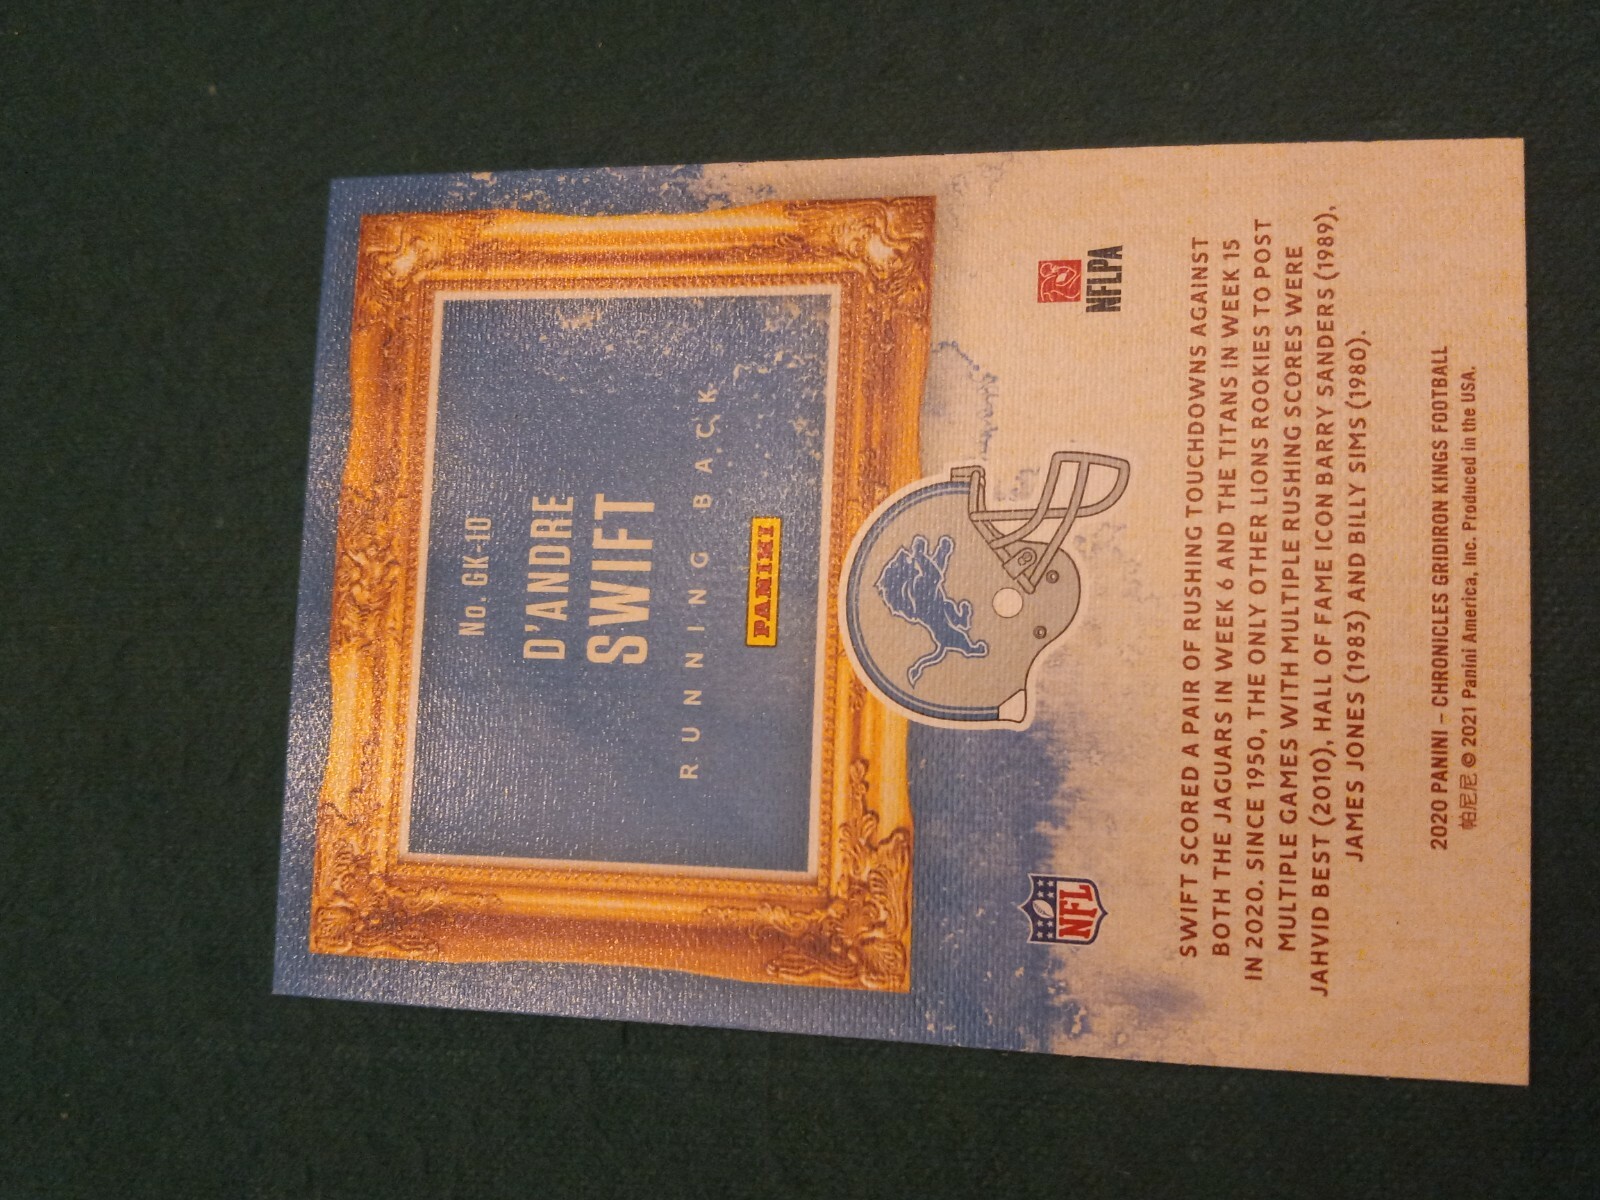 No. GK-10
D'ANDRE
SWIFT
RUNNING BACK
PANINI
NFL
NFLPA
SWIFT SCORED A PAIR OF RUSHING TOUCHDOWNS AGAINST
BOTH THE JAGUARS IN WEEK 6 AND THE TITANS IN WEEK 15
IN 2020. SINCE 1950, THE ONLY OTHER LIONS ROOKIES TO POST
MULTIPLE GAMES WITH MULTIPLE RUSHING SCORES WERE
JAHVID BEST (2010), HALL OF FAME ICON BARRY SANDERS (1989),
JAMES JONES (1983) AND BILLY SIMS (1980).
2020 PANINI – CHRONICLES GRIDIRON KINGS FOOTBALL
帕尼尼 © 2021 Panini America, Inc. Produced in the USA.